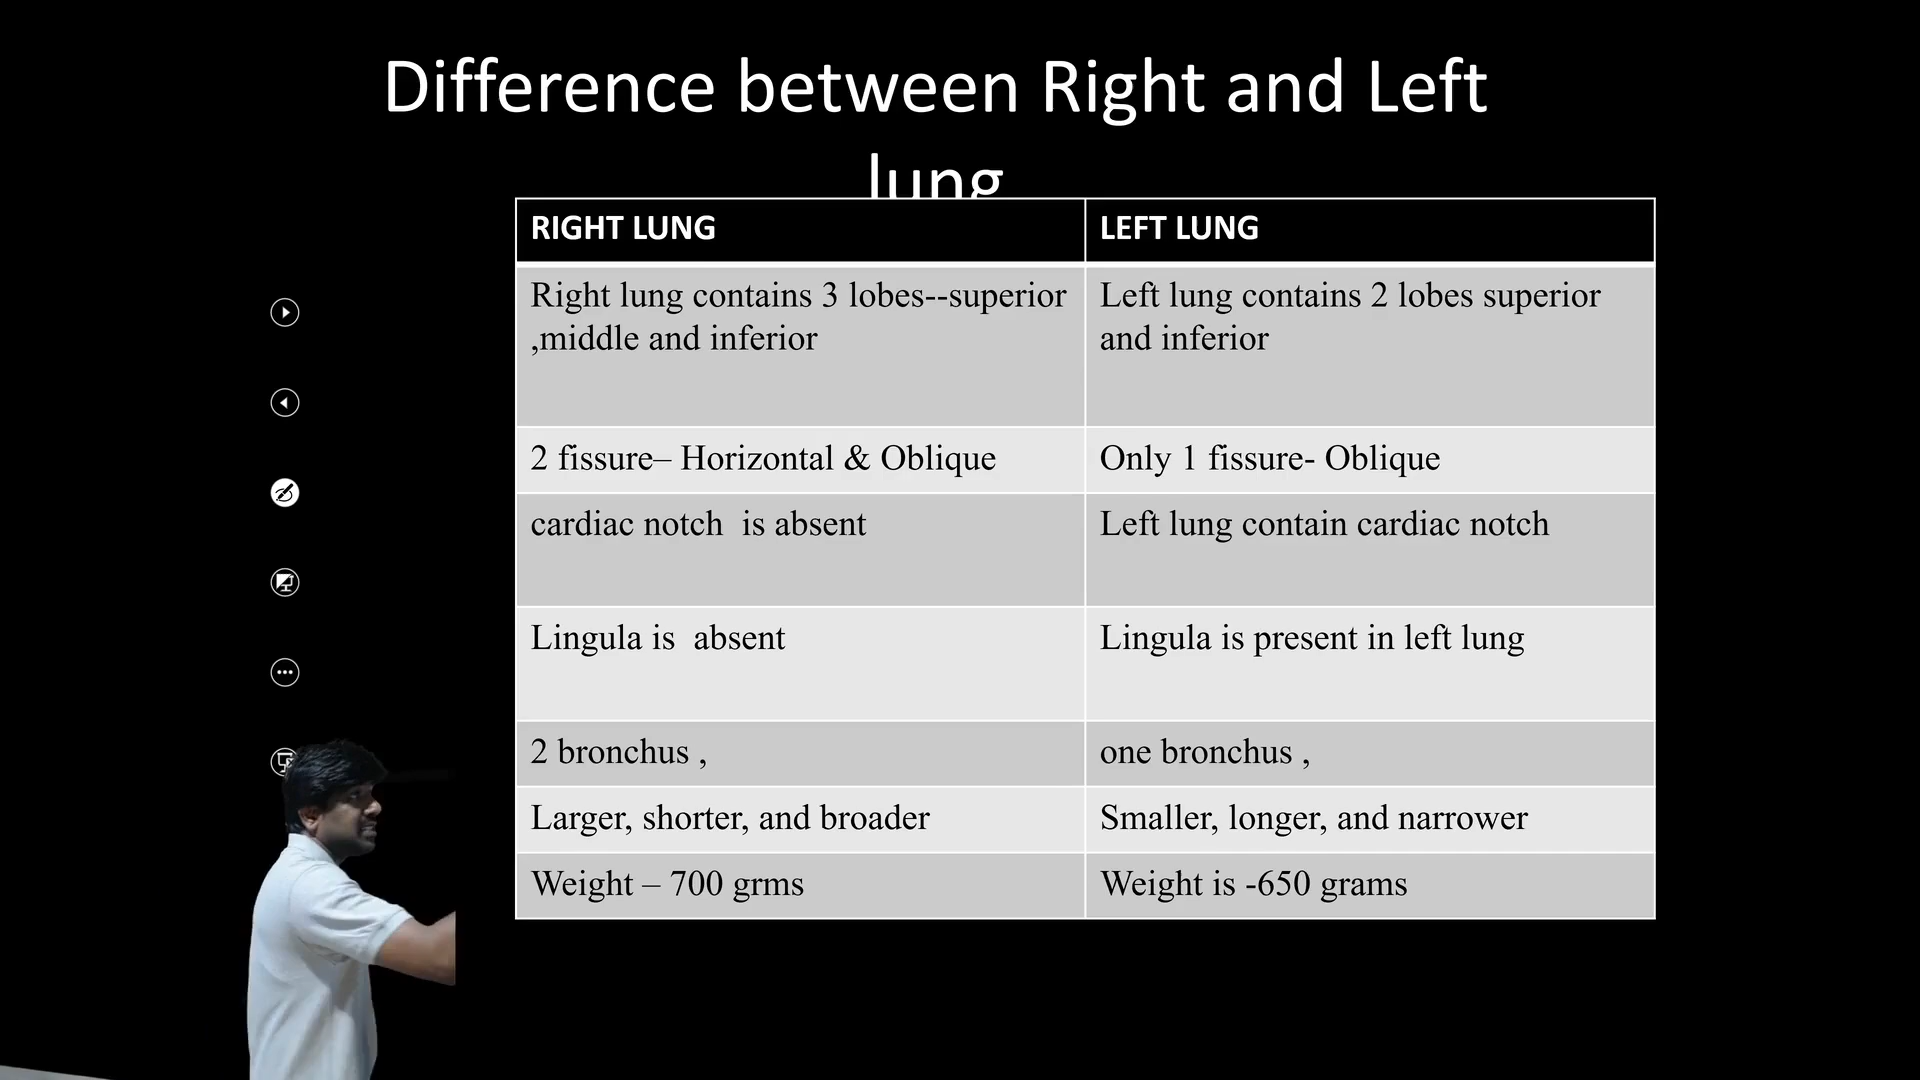 Difference between Right and Left
lung
RIGHT LUNG
LEFT LUNG
Right lung contains 3 lobes--superior
,middle and inferior
Left lung contains 2 lobes superior
and inferior
2 fissure– Horizontal & Oblique
Only 1 fissure- Oblique
cardiac notch  is absent
Left lung contain cardiac notch
Lingula is  absent
Lingula is present in left lung
2 bronchus ,
one bronchus ,
Larger, shorter, and broader
Smaller, longer, and narrower
Weight – 700 grms
Weight is -650 grams